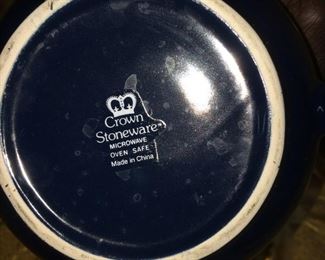 Crown
Stoneware
MICROWAVE
OVEN SAFE
Made in China